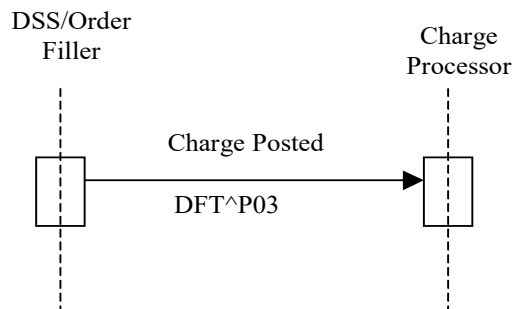 DSS/Order
Filler
Charge
Processor
Charge Posted
DFT^P03